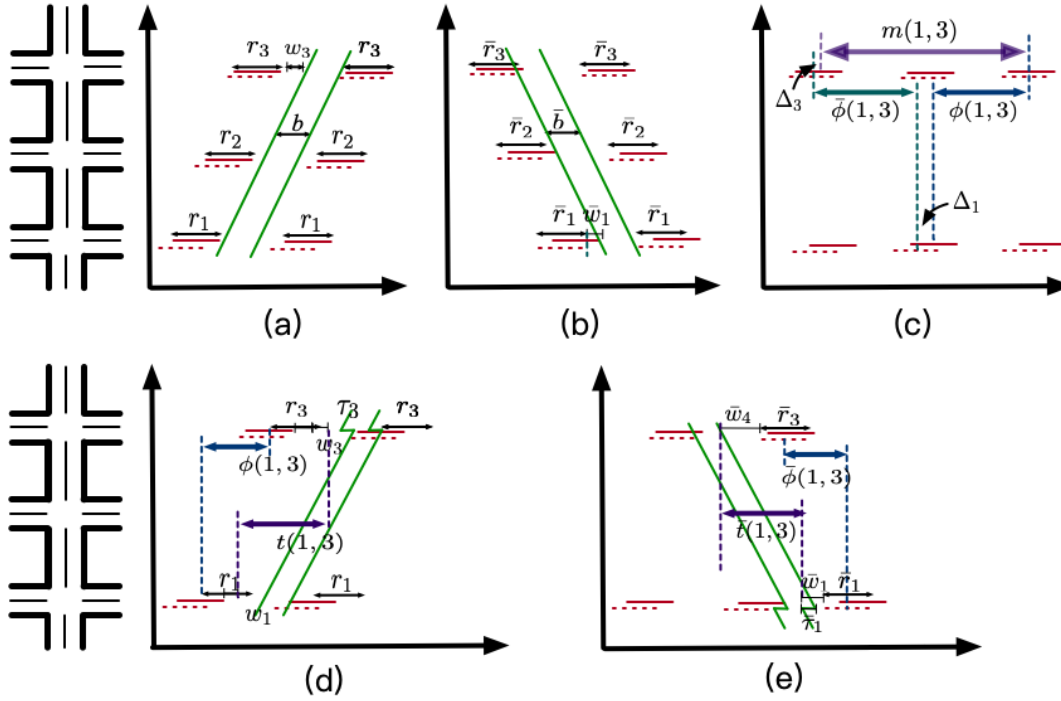 r₃ w₃ r₃
r₂ b r₂
r₁ r₁
(a)
r̄₃ r̄₃
r̄₂ b̄ r̄₂
r̄₁ w̄₁ r̄₁
(b)
m(1, 3)
Δ₃ ϕ̄(1, 3) ϕ(1, 3)
Δ₁
(c)
r₃ τ₃ r₃
w₃
ϕ(1, 3)
t(1, 3)
r₁ r₁
w₁
(d)
w̄₄ r̄₃
ϕ̄(1, 3)
t̄(1, 3)
w̄₁ r̄₁
τ̄₁
(e)